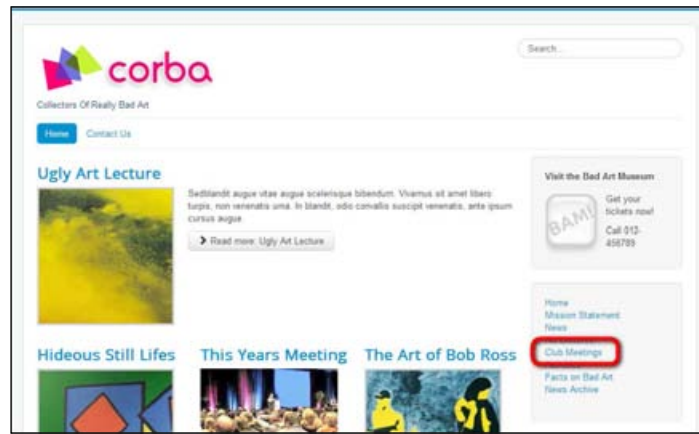 Search...
corba
Collectors Of Really Bad Art
Home
Contact Us
Ugly Art Lecture
Sedblandit augue vitae augue scelerisque bibendum. Vivamus sit amet libero
turpis, non venenatis urna. In blandit, odio convallis suscipit venenatis, ante ipsum
cursus augue.
Read more: Ugly Art Lecture
Hideous Still Lifes
This Years Meeting
The Art of Bob Ross
Visit the Bad Art Museum
BAM!
Get your
tickets now!
Call 012-
456789
Home
Mission Statement
News
Club Meetings
Facts on Bad Art
News Archive